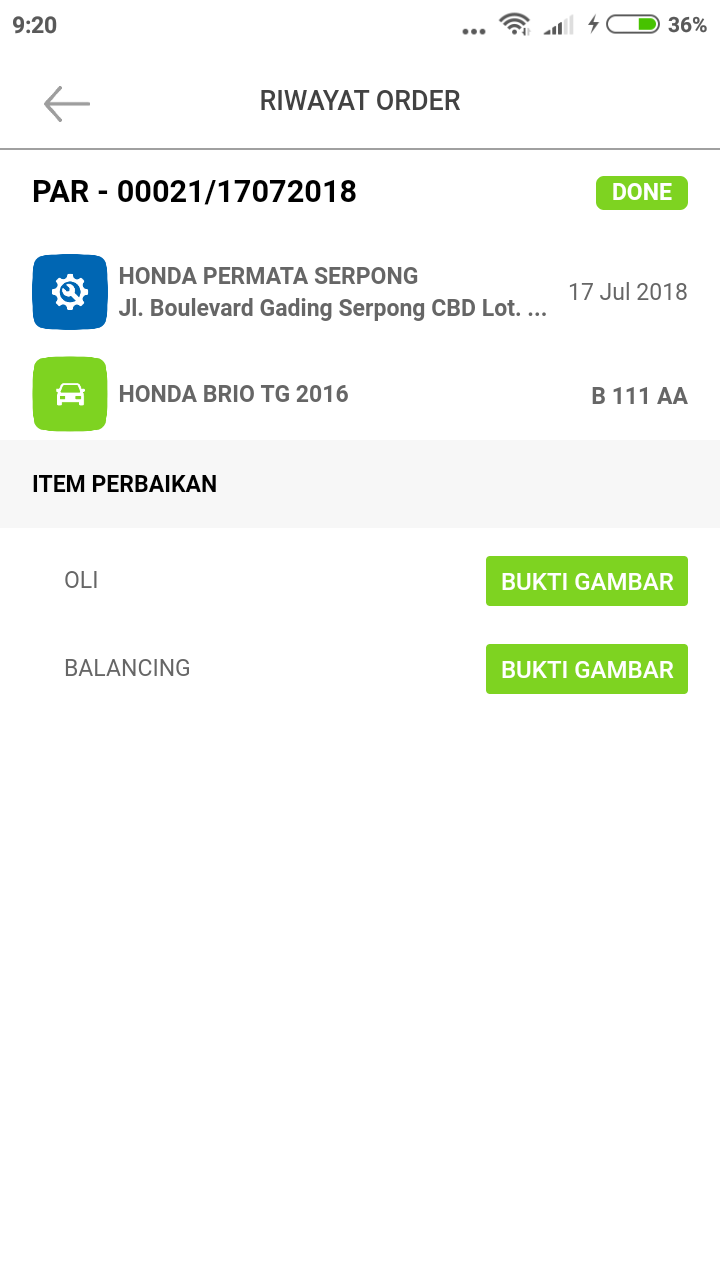 9:20
36%
RIWAYAT ORDER
PAR - 00021/17072018
DONE
HONDA PERMATA SERPONG
Jl. Boulevard Gading Serpong CBD Lot. ...
17 Jul 2018
HONDA BRIO TG 2016
B 111 AA
ITEM PERBAIKAN
OLI
BUKTI GAMBAR
BALANCING
BUKTI GAMBAR